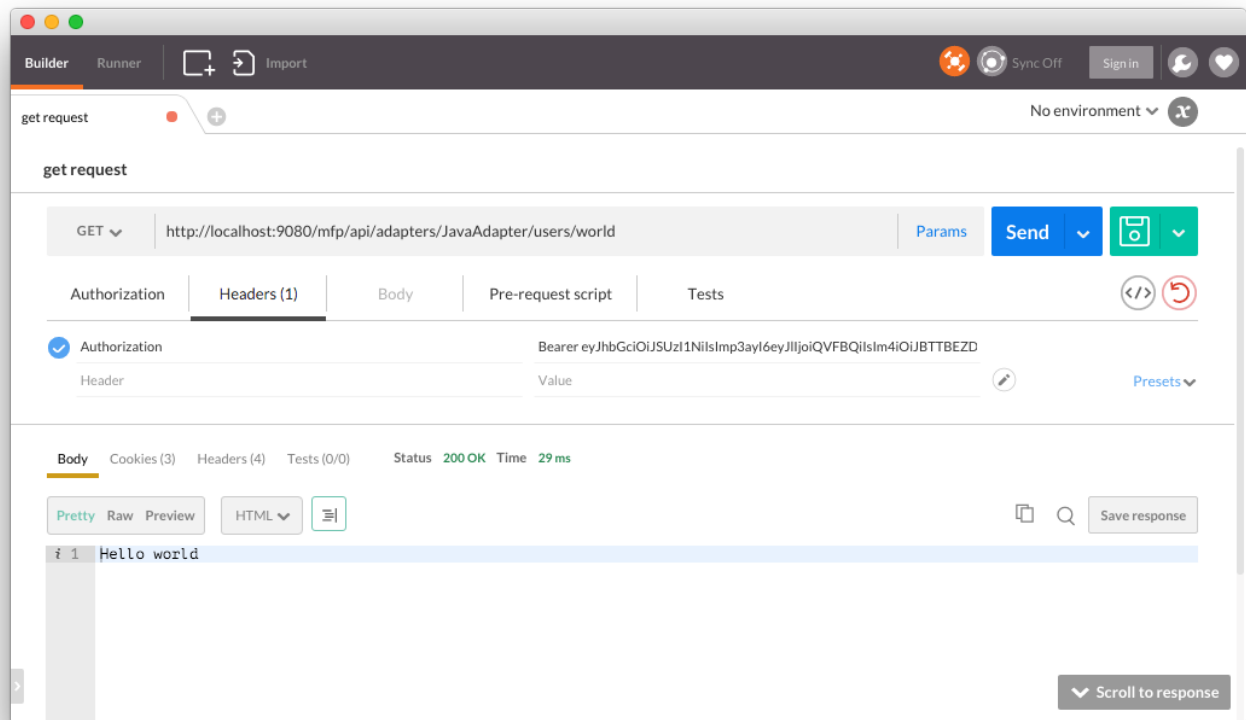 Builder Runner Import Sync Off Sign in
get request No environment x
get request
GET http://localhost:9080/mfp/api/adapters/JavaAdapter/users/world Params Send
Authorization Headers (1) Body Pre-request script Tests </>
Authorization Bearer eyJhbGciOiJSUzI1NiIsImp3ayI6eyJlIjoiQVFBQiIsIm4iOiJBTTBEZD
Header Value Presets
Body Cookies (3) Headers (4) Tests (0/0) Status 200 OK Time 29 ms
Pretty Raw Preview HTML Save response
i 1 Hello world
Scroll to response